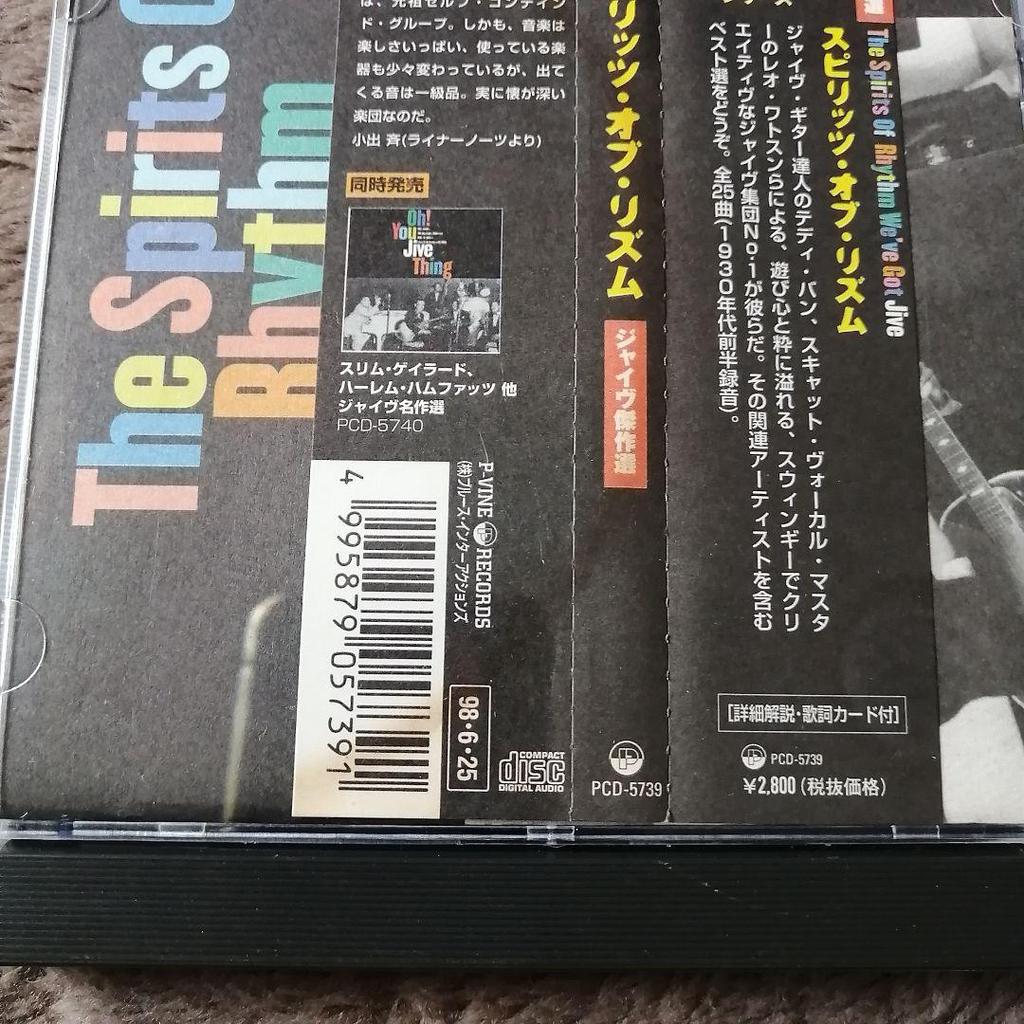 The Spirits
Rhythm
ド・グループ。しかも、音楽は
楽しさいっぱい、使っている楽
器も少々変わっているが、出て
くる音は一級品。実に懐が深い
楽団なのだ。
小出 斉(ライナーノーツより)
同時発売
Oh!
You
Jive
Thing
スリム・ゲイラード、
ハーレム・ハムファッツ 他
ジャイヴ名作選
PCD-5740
4 995879 057391
P-VINE RECORDS
(株)ブルース・インターアクションズ
98・6・25
COMPACT
disc
DIGITAL AUDIO
リッツ・オブ・リズム
ジャイヴ傑作選
PCD-5739
選
The Spirits Of Rhythm We've Got Jive
スピリッツ・オブ・リズム
ジャイヴ・ギター達人のテディ・バン、スキャット・ヴォーカル・マスタ
ーのレオ・ワトスンらによる、遊び心と粋に溢れる、スウィンギーでクリ
エイティヴなジャイヴ集団No.1が彼らだ。その関連アーティストを含む
ベスト選をどうぞ。全25曲(1930年代前半録音)。
[詳細解説・歌詞カード付]
PCD-5739
¥2,800(税抜価格)